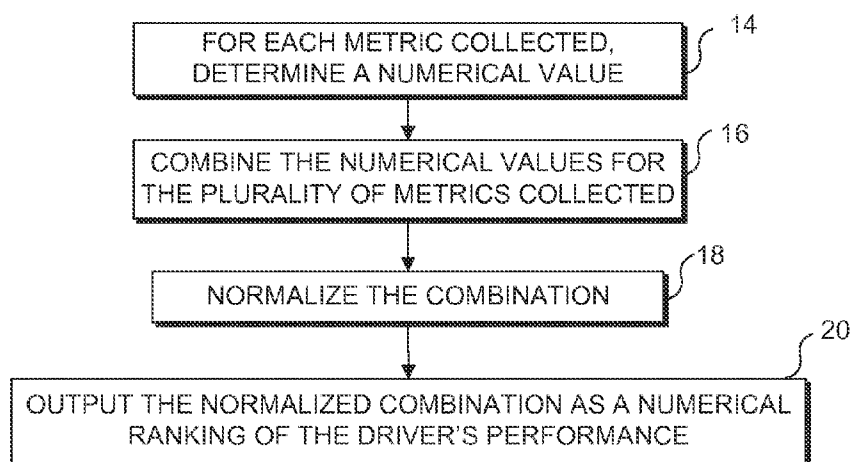 FOR EACH METRIC COLLECTED,
DETERMINE A NUMERICAL VALUE
14
COMBINE THE NUMERICAL VALUES FOR
THE PLURALITY OF METRICS COLLECTED
16
NORMALIZE THE COMBINATION
18
OUTPUT THE NORMALIZED COMBINATION AS A NUMERICAL
RANKING OF THE DRIVER'S PERFORMANCE
20